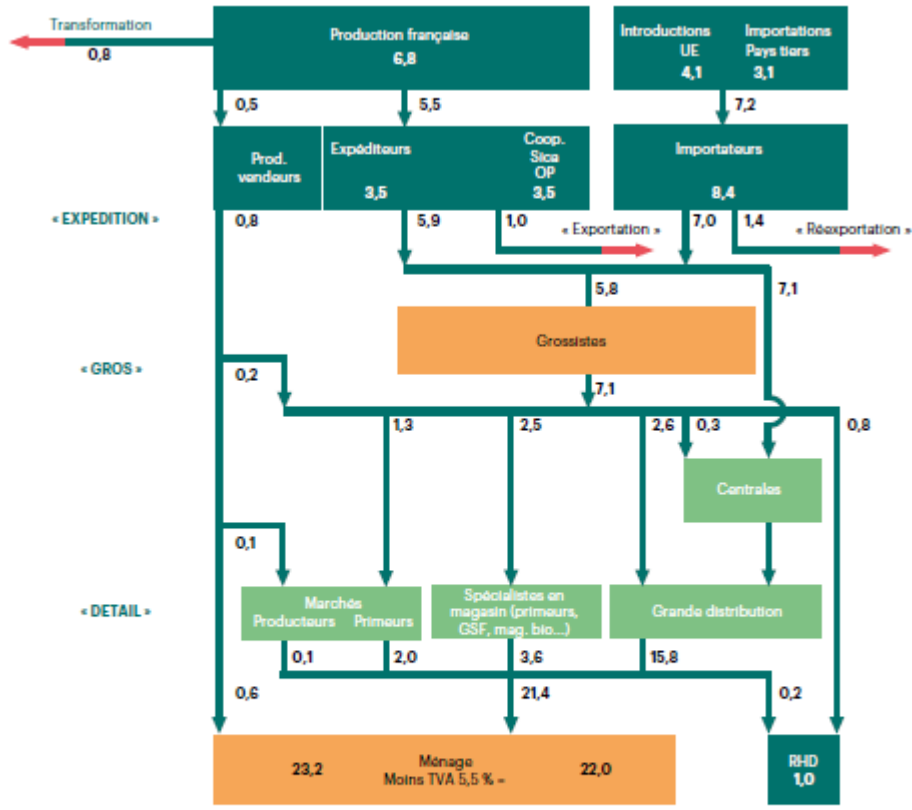 Transformation
0,8
Production française
6,8
Introductions
UE
4,1
Importations
Pays tiers
3,1
0,5
5,5
7,2
Prod.
vendeurs
Expéditeurs
3,5
Coop.
Sica
OP
3,5
Importateurs
8,4
« EXPEDITION »
0,8
5,9
1,0
« Exportation »
7,0
1,4
« Réexportation »
5,8
7,1
Grossistes
« GROS »
0,2
7,1
1,3
2,5
2,6
0,3
0,8
Centrales
0,1
« DETAIL »
Marchés
Producteurs Primeurs
Spécialistes en
magasin (primeurs,
GSF, mag. bio...)
Grande distribution
0,1
2,0
3,6
15,8
0,6
21,4
0,2
23,2
Ménage
Moins TVA 5,5 % =
22,0
RHD
1,0